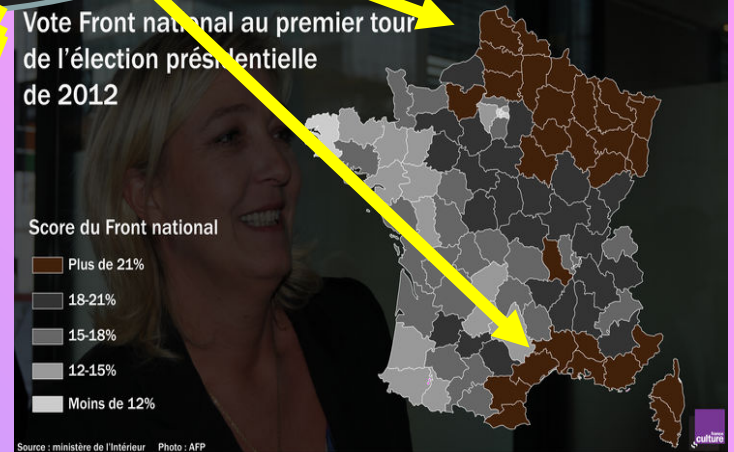 Vote Front national au premier tour
de l'élection présidentielle
de 2012
Score du Front national
Plus de 21%
18-21%
15-18%
12-15%
Moins de 12%
Source : ministère de l'Intérieur Photo : AFP
france
culture